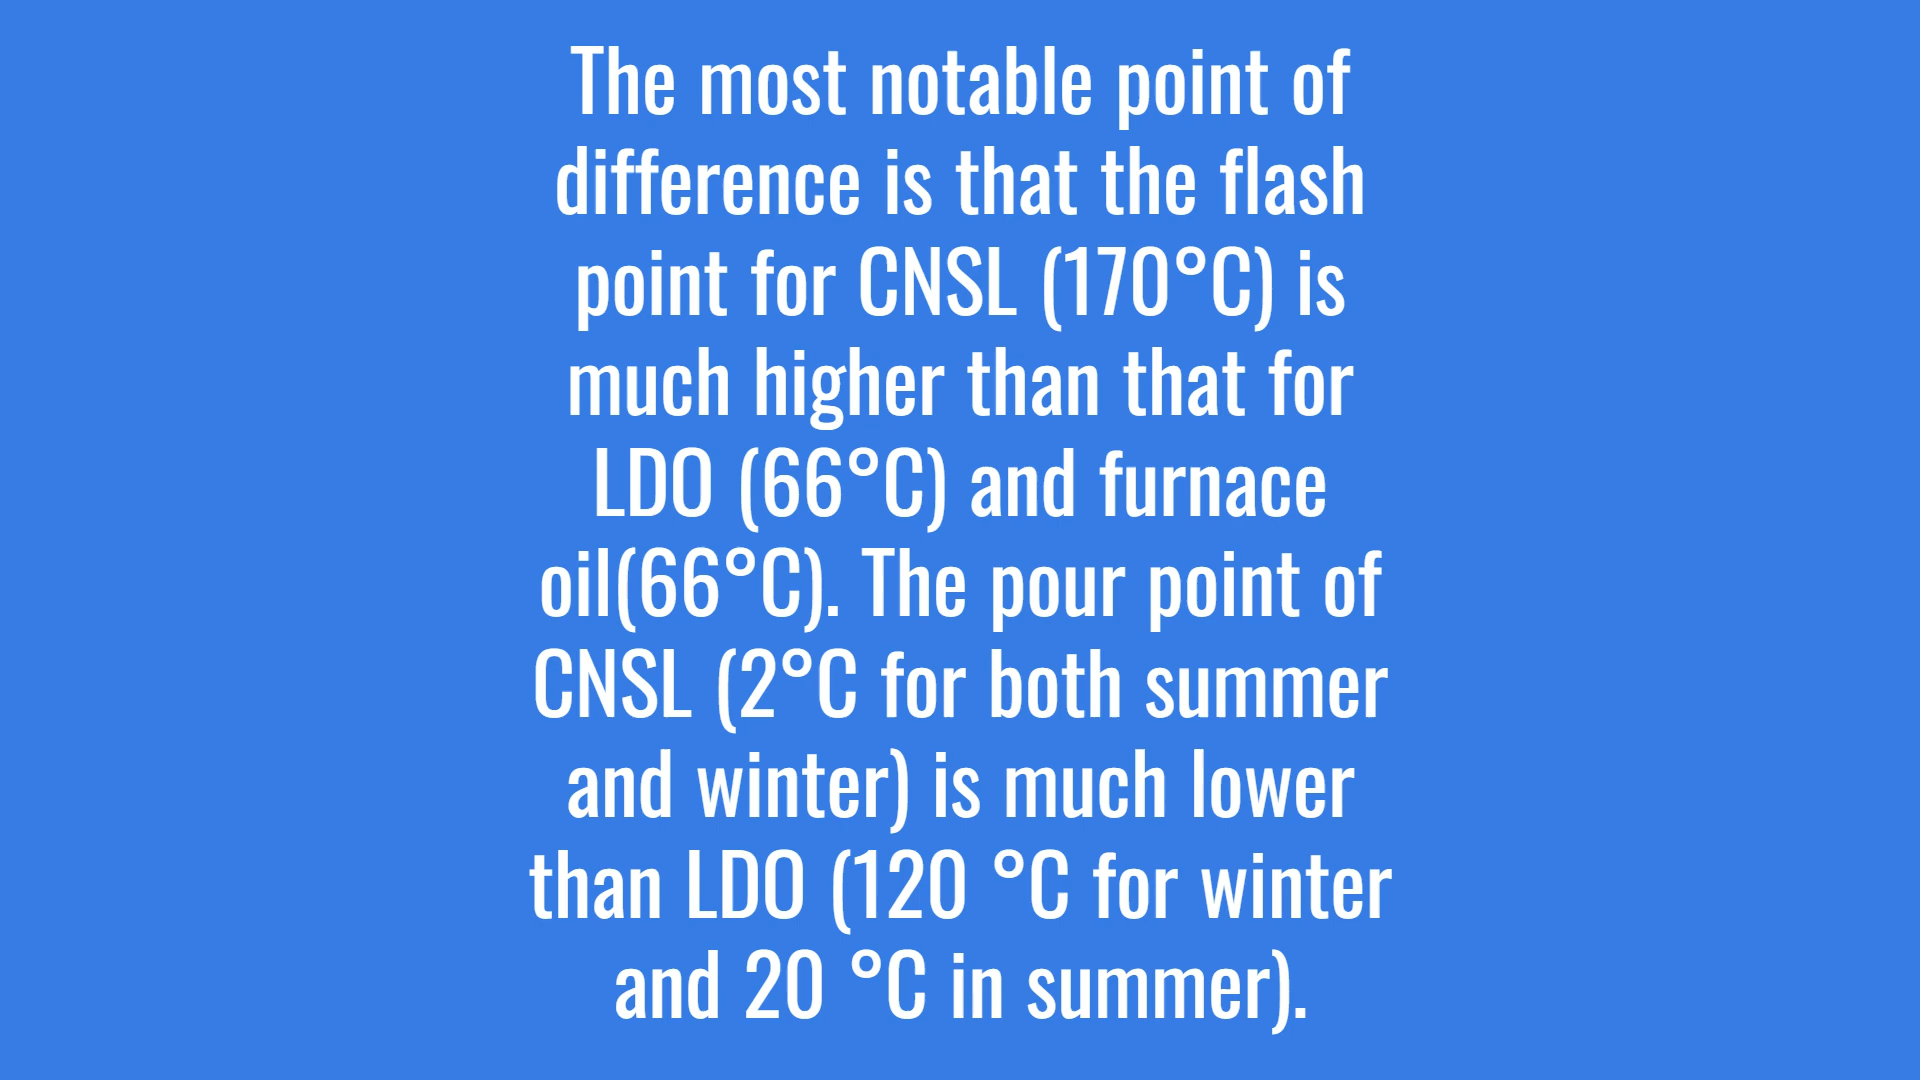 The most notable point of
difference is that the flash
point for CNSL (170°C) is
much higher than that for
LDO (66°C) and furnace
oil(66°C). The pour point of
CNSL (2°C for both summer
and winter) is much lower
than LDO (120 °C for winter
and 20 °C in summer).